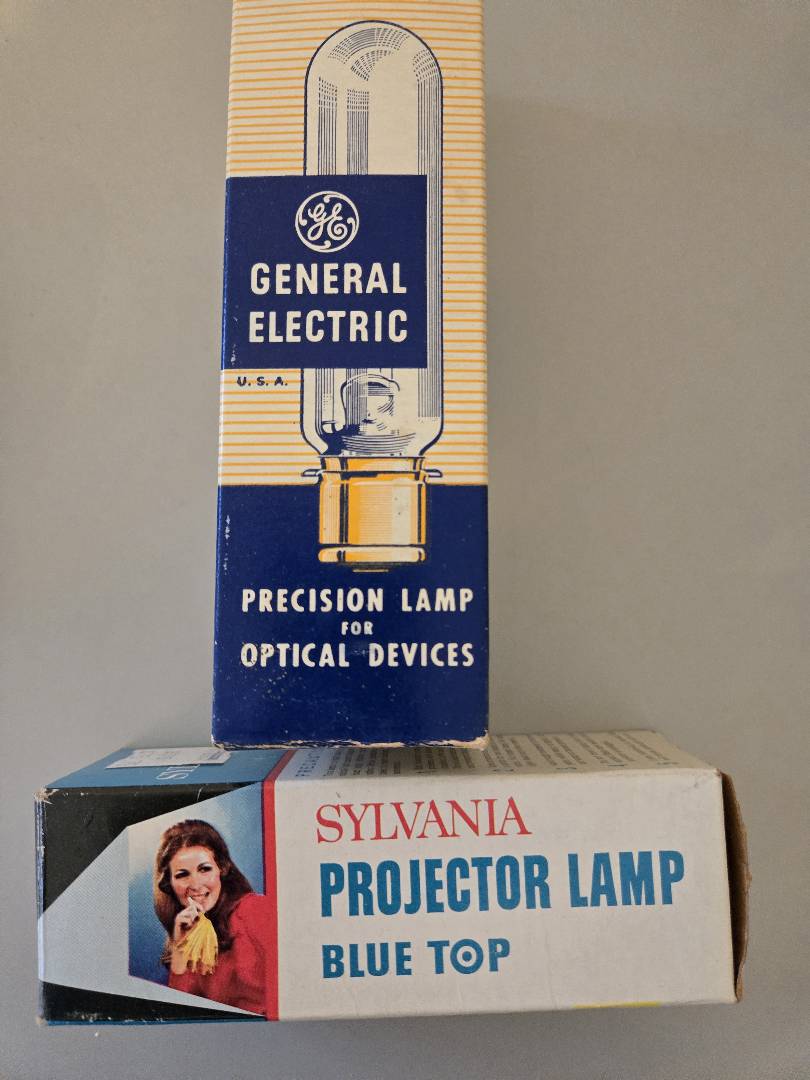 GE
GENERAL
ELECTRIC
U. S. A.
PRECISION LAMP
FOR
OPTICAL DEVICES
SYLVANIA
PROJECTOR LAMP
BLUE TOP